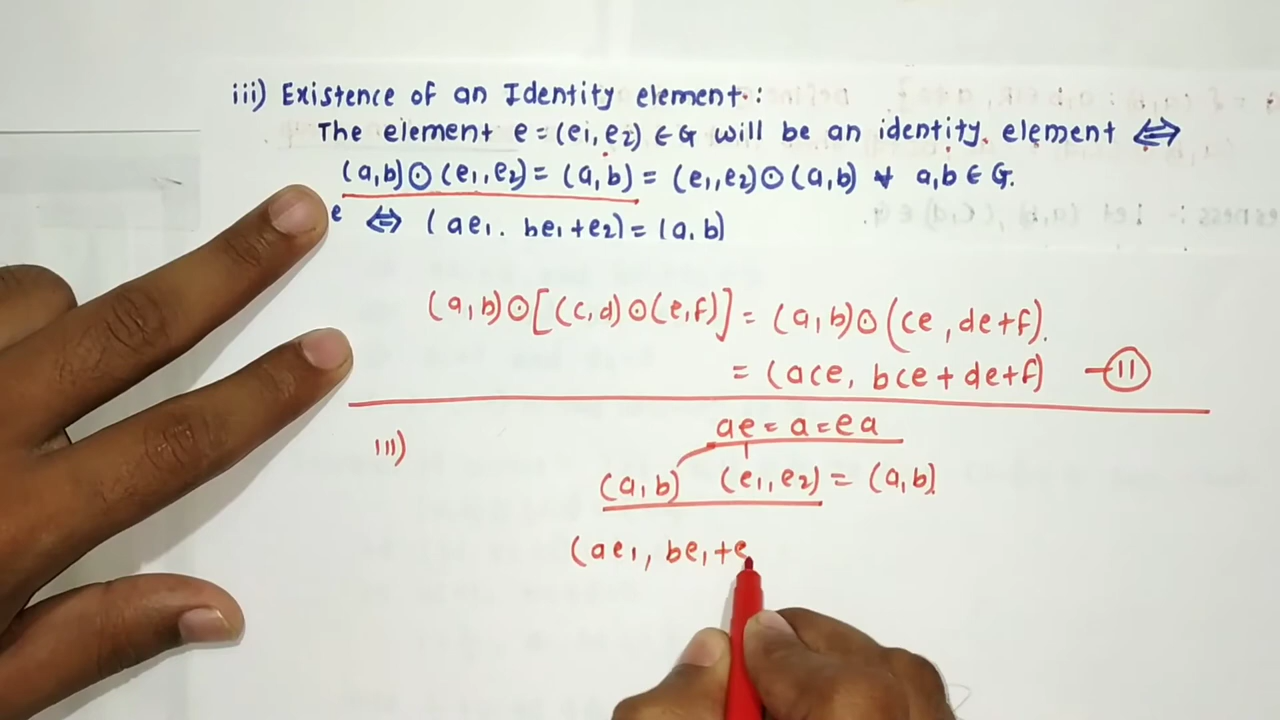 iii) Existence of an Identity element:
The element e = (e1, e2) ∈ G will be an identity element ⇔
(a,b) ⊙ (e1, e2) = (a,b) = (e1, e2) ⊙ (a,b) ∀ a,b ∈ G.
e ⇔ (ae1. be1+e2) = (a.b)
(a,b)⊙[(c,d)⊙(e,f)] = (a,b)⊙(ce, de+f).
= (ace, bce+de+f) —11
ae = a = ea
iii)
(a,b) (e1, e2) = (a,b)
(ae1, be1+e